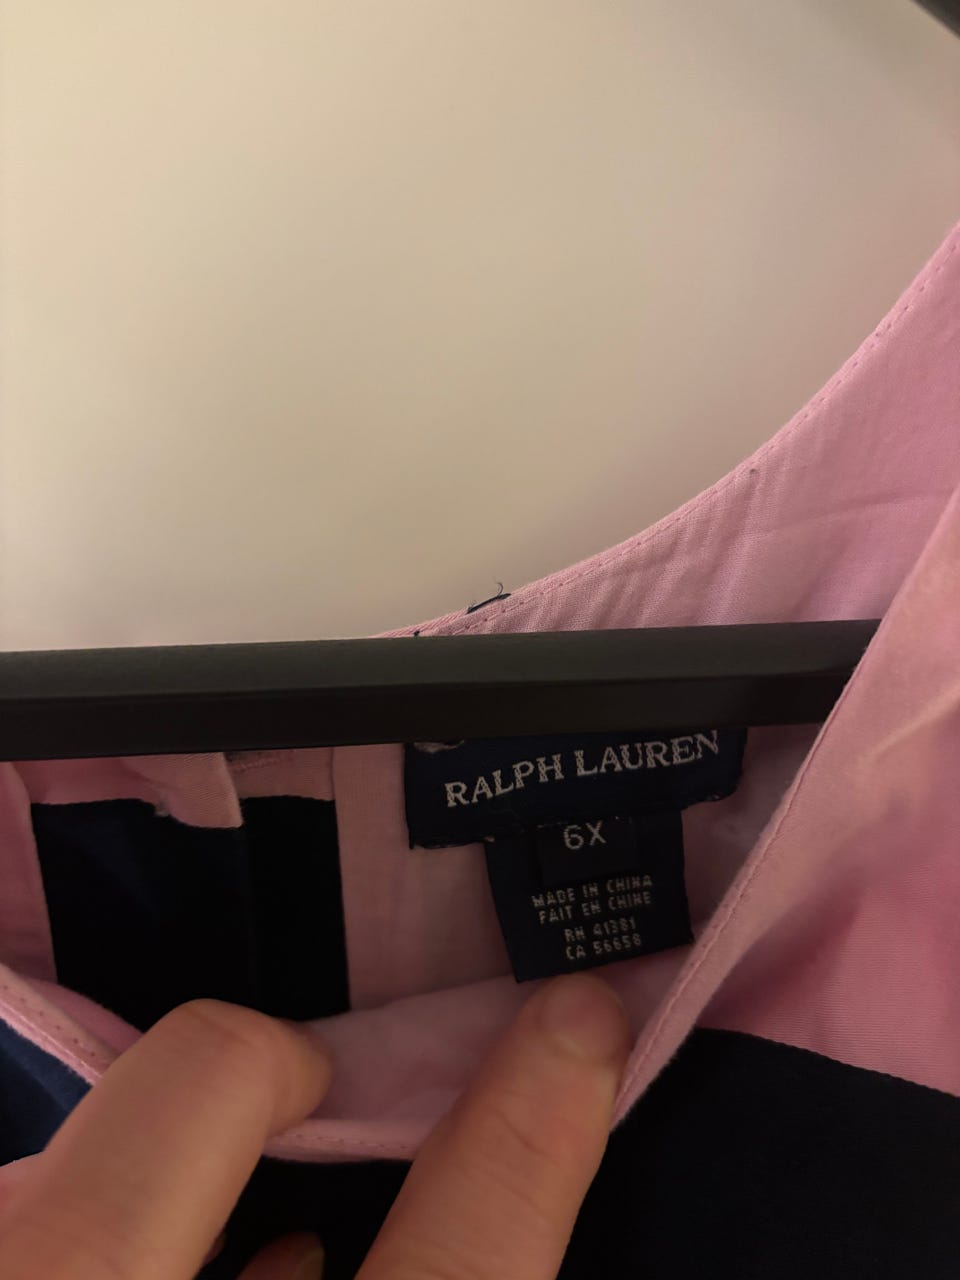 RALPH LAUREN
6X
MADE IN CHINA
FAIT EN CHINE
RN 41381
CA 56658